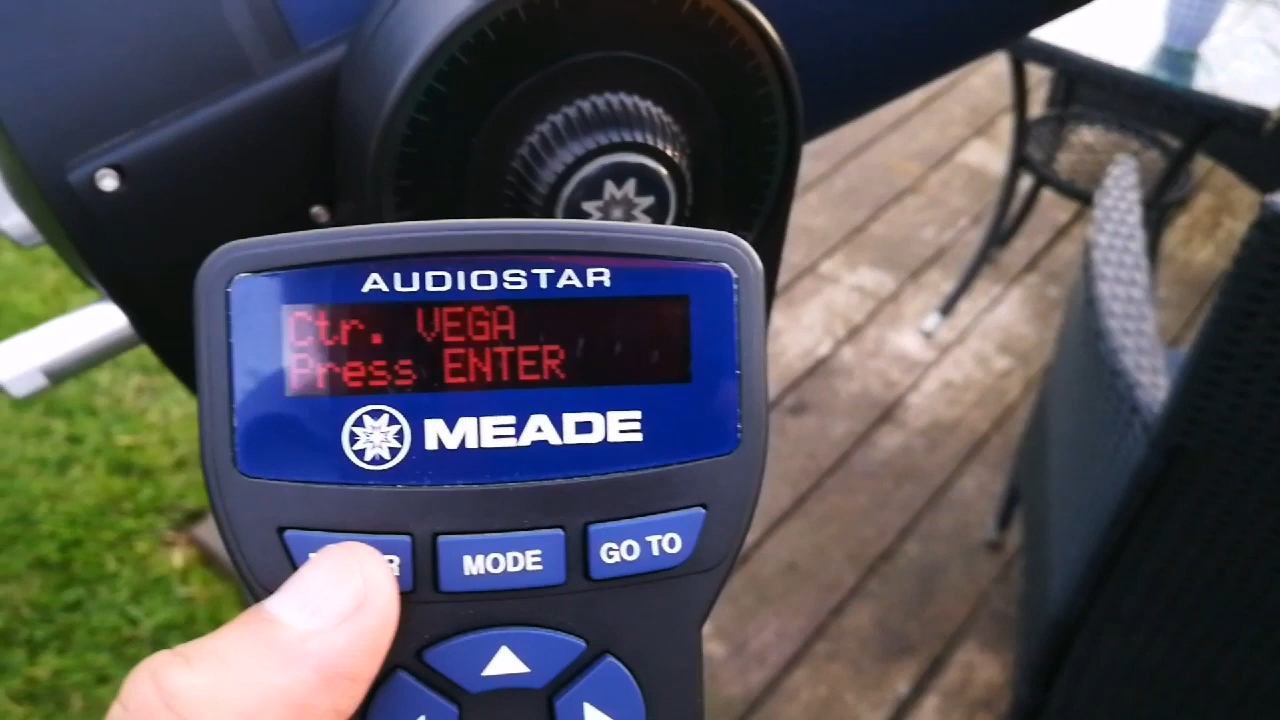 AUDIOSTAR
Ctr. VEGA
Press ENTER
MEADE
MODE
GO TO